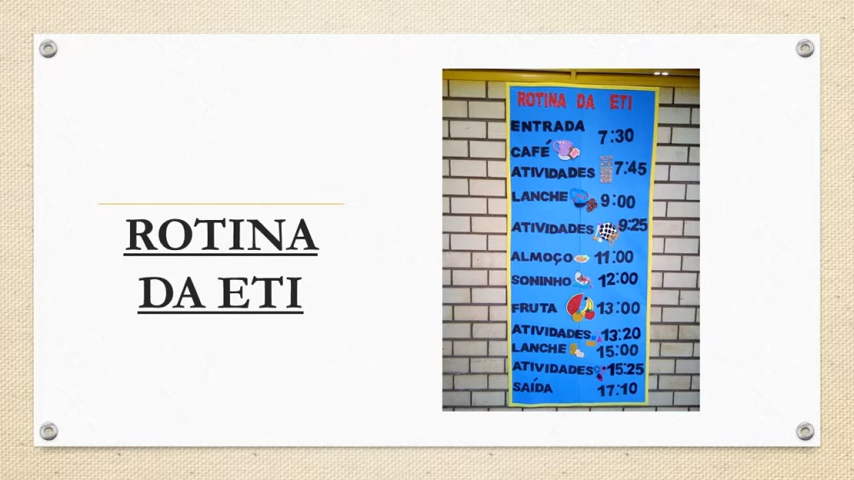 ROTINA
DA ETI
ROTINA DA ETI
ENTRADA 7:30
CAFÉ
ATIVIDADES 7:45
LANCHE 9:00
ATIVIDADES 9:25
ALMOÇO 11:00
SONINHO 12:00
FRUTA 13:00
ATIVIDADES 13:20
LANCHE 15:00
ATIVIDADES 15:25
SAÍDA 17:10